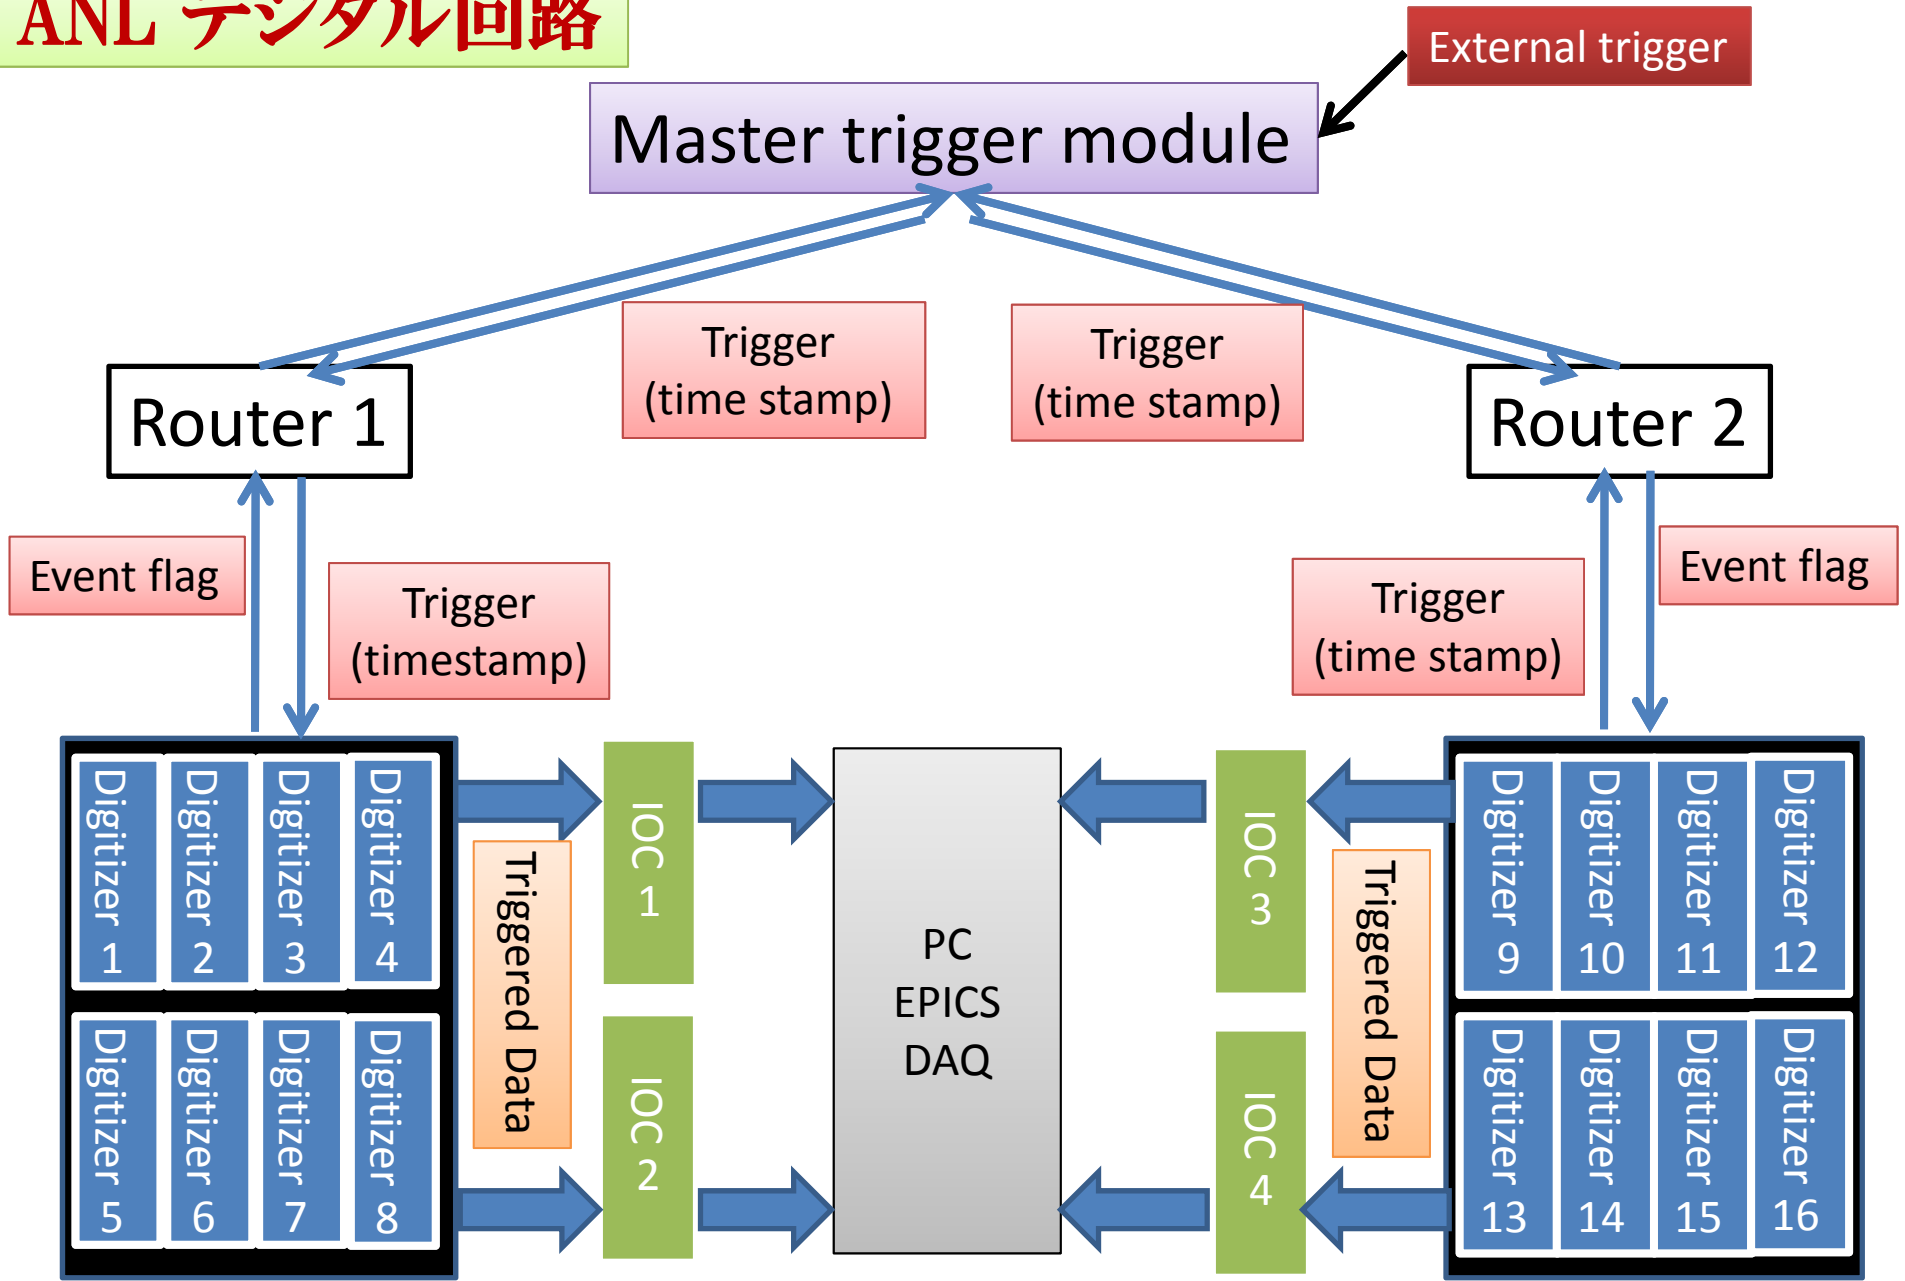 ANL デジタル回路
External trigger
Master trigger module
Trigger
(time stamp)
Trigger
(time stamp)
Router 1
Router 2
Event flag
Trigger
(timestamp)
Trigger
(time stamp)
Event flag
Digitizer 1
Digitizer 2
Digitizer 3
Digitizer 4
Digitizer 5
Digitizer 6
Digitizer 7
Digitizer 8
Triggered Data
IOC 1
IOC 2
PC
EPICS
DAQ
IOC 3
IOC 4
Triggered Data
Digitizer 9
Digitizer 10
Digitizer 11
Digitizer 12
Digitizer 13
Digitizer 14
Digitizer 15
Digitizer 16